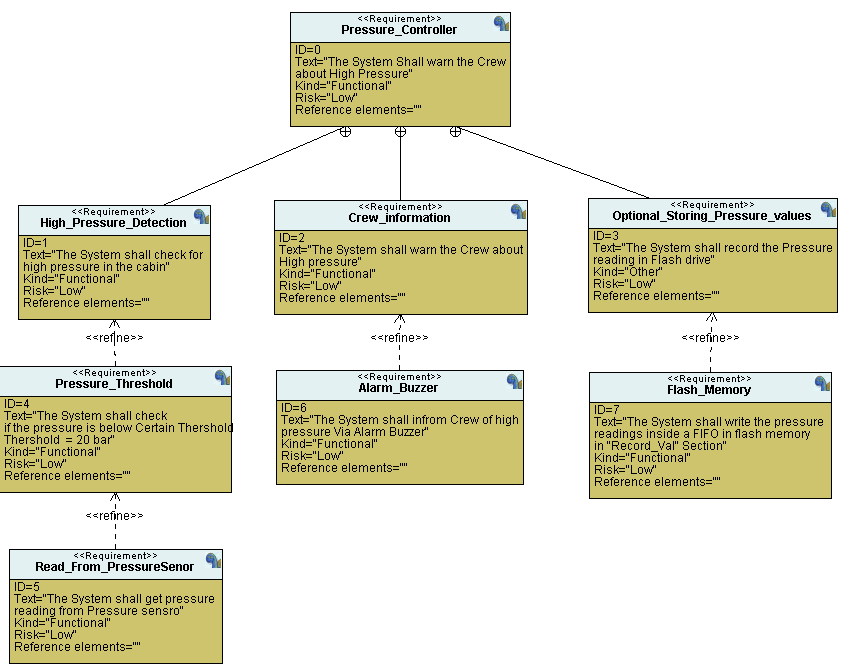 <<Requirement>>
Pressure_Controller
ID=0
Text="The System Shall warn the Crew
about High Pressure"
Kind="Functional"
Risk="Low"
Reference elements=""
<<Requirement>>
High_Pressure_Detection
ID=1
Text="The System shall check for
high pressure in the cabin"
Kind="Functional"
Risk="Low"
Reference elements=""
<<Requirement>>
Crew_information
ID=2
Text="The System shall warn the Crew about
High pressure"
Kind="Functional"
Risk="Low"
Reference elements=""
<<Requirement>>
Optional_Storing_Pressure_values
ID=3
Text="The System shall record the Pressure
reading in Flash drive"
Kind="Other"
Risk="Low"
Reference elements=""
<<refine>>
<<refine>>
<<refine>>
<<Requirement>>
Pressure_Threshold
ID=4
Text="The System shall check
if the pressure is below Certain Thershold
Thershold = 20 bar"
Kind="Functional"
Risk="Low"
Reference elements=""
<<Requirement>>
Alarm_Buzzer
ID=6
Text="The System shall infrom Crew of high
pressure Via Alarm Buzzer"
Kind="Functional"
Risk="Low"
Reference elements=""
<<Requirement>>
Flash_Memory
ID=7
Text="The System shall write the pressure
readings inside a FIFO in flash memory
in "Record_Val" Section"
Kind="Functional"
Risk="Low"
Reference elements=""
<<refine>>
<<Requirement>>
Read_From_PressureSenor
ID=5
Text="The System shall get pressure
reading from Pressure sensro"
Kind="Functional"
Risk="Low"
Reference elements=""